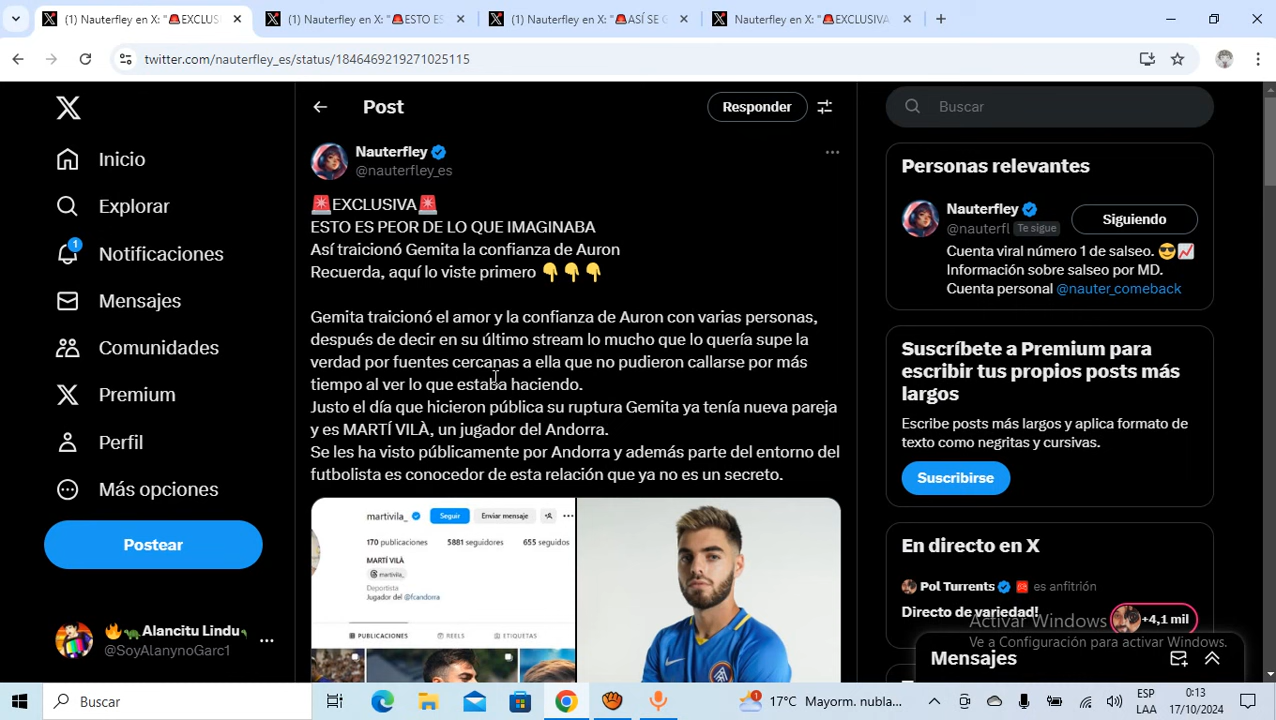 (1) Nauterfley en X: "🚨EXCLUS
(1) Nauterfley en X: "🚨ESTO ES
(1) Nauterfley en X: "🚨ASÍ SE
Nauterfley en X: "🚨EXCLUSIVA
twitter.com/nauterfley_es/status/1846469219271025115
Inicio
Explorar
1
Notificaciones
Mensajes
Comunidades
Premium
Perfil
Más opciones
Postear
🔥🐢Alancitu Lindu
@SoyAlanynoGarc1
Post
Responder
Nauterfley
@nauterfley_es
🚨EXCLUSIVA🚨
ESTO ES PEOR DE LO QUE IMAGINABA
Así traicionó Gemita la confianza de Auron
Recuerda, aquí lo viste primero 👇👇👇
Gemita traicionó el amor y la confianza de Auron con varias personas,
después de decir en su último stream lo mucho que lo quería supe la
verdad por fuentes cercanas a ella que no pudieron callarse por más
tiempo al ver lo que estaba haciendo.
Justo el día que hicieron pública su ruptura Gemita ya tenía nueva pareja
y es MARTÍ VILÀ, un jugador del Andorra.
Se les ha visto públicamente por Andorra y además parte del entorno del
futbolista es conocedor de esta relación que ya no es un secreto.
martivila_
Seguir
Enviar mensaje
170 publicaciones
5881 seguidores
655 seguidos
MARTÍ VILÀ
martivila_
Deportista
Jugador del @fcandorra
PUBLICACIONES
REELS
ETIQUETAS
Buscar
Personas relevantes
Nauterfley
@nauterfl Te sigue
Siguiendo
Cuenta viral número 1 de salseo. 😎📈
Información sobre salseo por MD.
Cuenta personal @nauter_comeback
Suscríbete a Premium para
escribir tus propios posts más
largos
Escribe posts más largos y aplica formato de
texto como negritas y cursivas.
Suscribirse
En directo en X
Pol Turrents es anfitrión
Directo de variedad!
+4,1 mil
Activar Windows
Ve a Configuración para activar Windows.
Mensajes
Buscar
1
17°C Mayorm. nubla...
ESP
LAA
0:13
17/10/2024